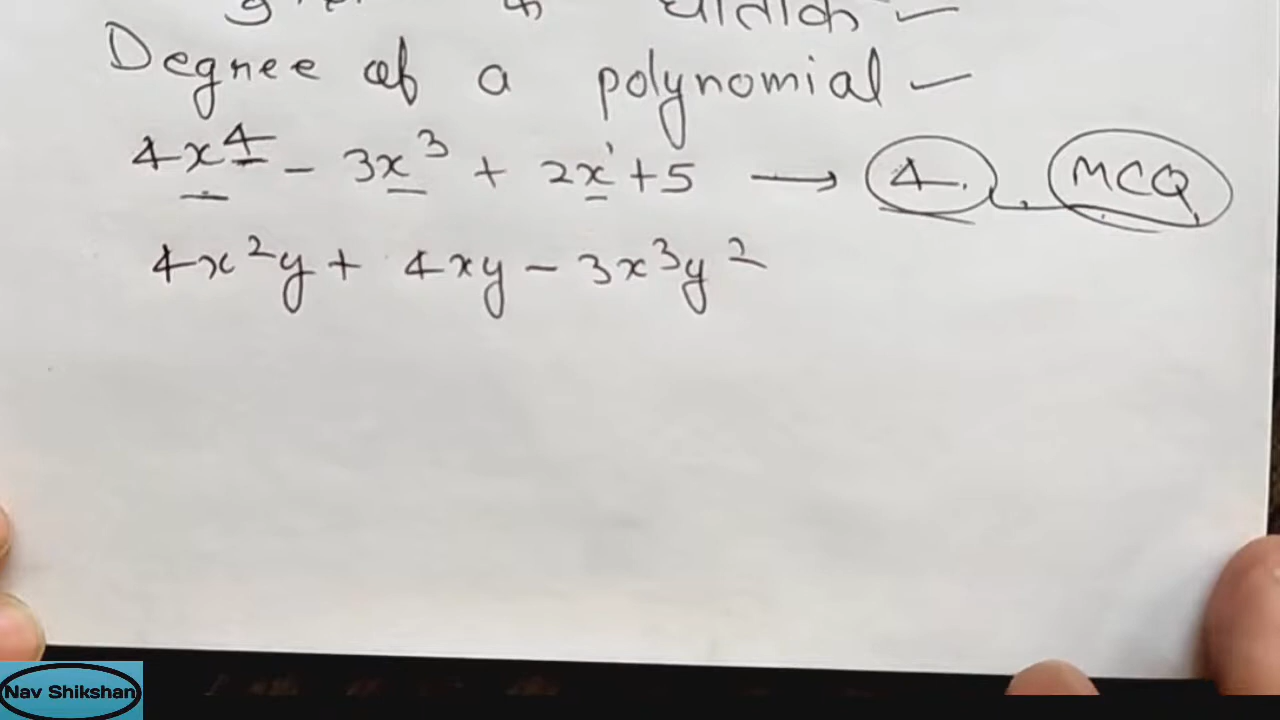 के घातांक –
Degree of a polynomial –
4x⁴ – 3x³ + 2x¹ + 5 → 4. MCQ
4x²y + 4xy – 3x³y²
Nav Shikshan